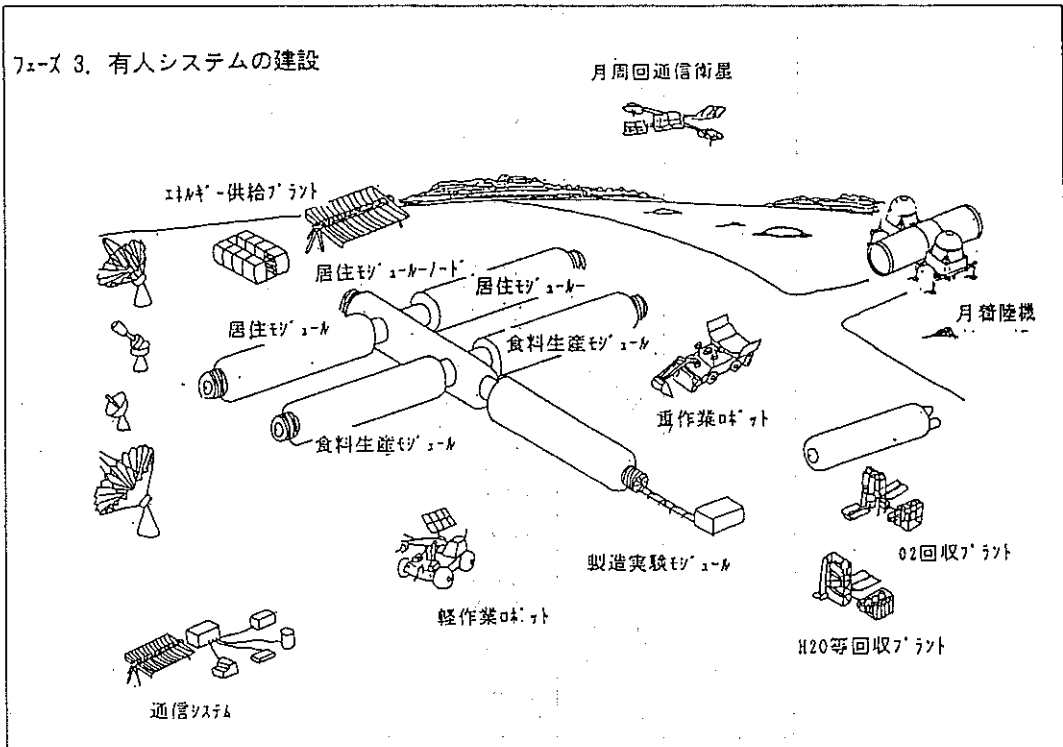 フェーズ 3. 有人システムの建設
月周回通信衛星
エネルギー供給プラント
居住モジュールーノード
居住モジュールー
居住モジュール
食料生産モジュール
月着陸機
重作業ロボット
食料生産モジュール
製造実験モジュール
O2回収プラント
軽作業ロボット
H2O等回収プラント
通信システム